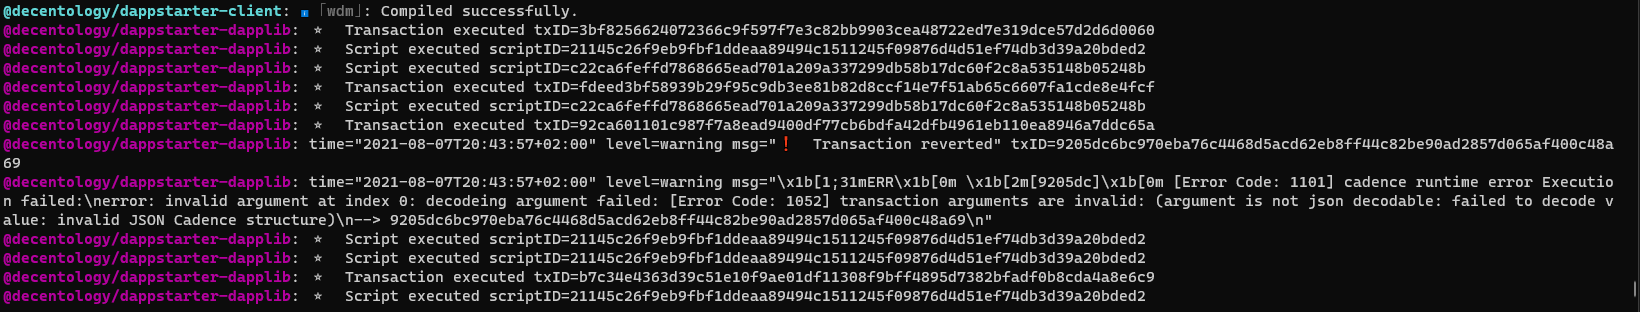 @decentology/dappstarter-client: ℹ ｢wdm｣: Compiled successfully.
@decentology/dappstarter-dapplib: ⭐ Transaction executed txID=3bf8256624072366c9f597f7e3c82bb9903cea48722ed7e319dce57d2d6d0060
@decentology/dappstarter-dapplib: ⭐ Script executed scriptID=21145c26f9eb9fbf1ddeaa89494c1511245f09876d4d51ef74db3d39a20bded2
@decentology/dappstarter-dapplib: ⭐ Script executed scriptID=c22ca6feffd7868665ead701a209a337299db58b17dc60f2c8a535148b05248b
@decentology/dappstarter-dapplib: ⭐ Transaction executed txID=fdeed3bf58939b29f95c9db3ee81b82d8ccf14e7f51ab65c6607fa1cde8e4fcf
@decentology/dappstarter-dapplib: ⭐ Script executed scriptID=c22ca6feffd7868665ead701a209a337299db58b17dc60f2c8a535148b05248b
@decentology/dappstarter-dapplib: ⭐ Transaction executed txID=92ca601101c987f7a8ead9400df77cb6bdfa42dfb4961eb110ea8946a7ddc65a
@decentology/dappstarter-dapplib: time="2021-08-07T20:43:57+02:00" level=warning msg="❗ Transaction reverted" txID=9205dc6bc970eba76c4468d5acd62eb8ff44c82be90ad2857d065af400c48a
69
@decentology/dappstarter-dapplib: time="2021-08-07T20:43:57+02:00" level=warning msg="\x1b[1;31mERR\x1b[0m \x1b[2m[9205dc]\x1b[0m [Error Code: 1101] cadence runtime error Executio
n failed:\nerror: invalid argument at index 0: decodeing argument failed: [Error Code: 1052] transaction arguments are invalid: (argument is not json decodable: failed to decode v
alue: invalid JSON Cadence structure)\n--> 9205dc6bc970eba76c4468d5acd62eb8ff44c82be90ad2857d065af400c48a69\n"
@decentology/dappstarter-dapplib: ⭐ Script executed scriptID=21145c26f9eb9fbf1ddeaa89494c1511245f09876d4d51ef74db3d39a20bded2
@decentology/dappstarter-dapplib: ⭐ Script executed scriptID=21145c26f9eb9fbf1ddeaa89494c1511245f09876d4d51ef74db3d39a20bded2
@decentology/dappstarter-dapplib: ⭐ Transaction executed txID=b7c34e4363d39c51e10f9ae01df11308f9bff4895d7382bfadf0b8cda4a8e6c9
@decentology/dappstarter-dapplib: ⭐ Script executed scriptID=21145c26f9eb9fbf1ddeaa89494c1511245f09876d4d51ef74db3d39a20bded2